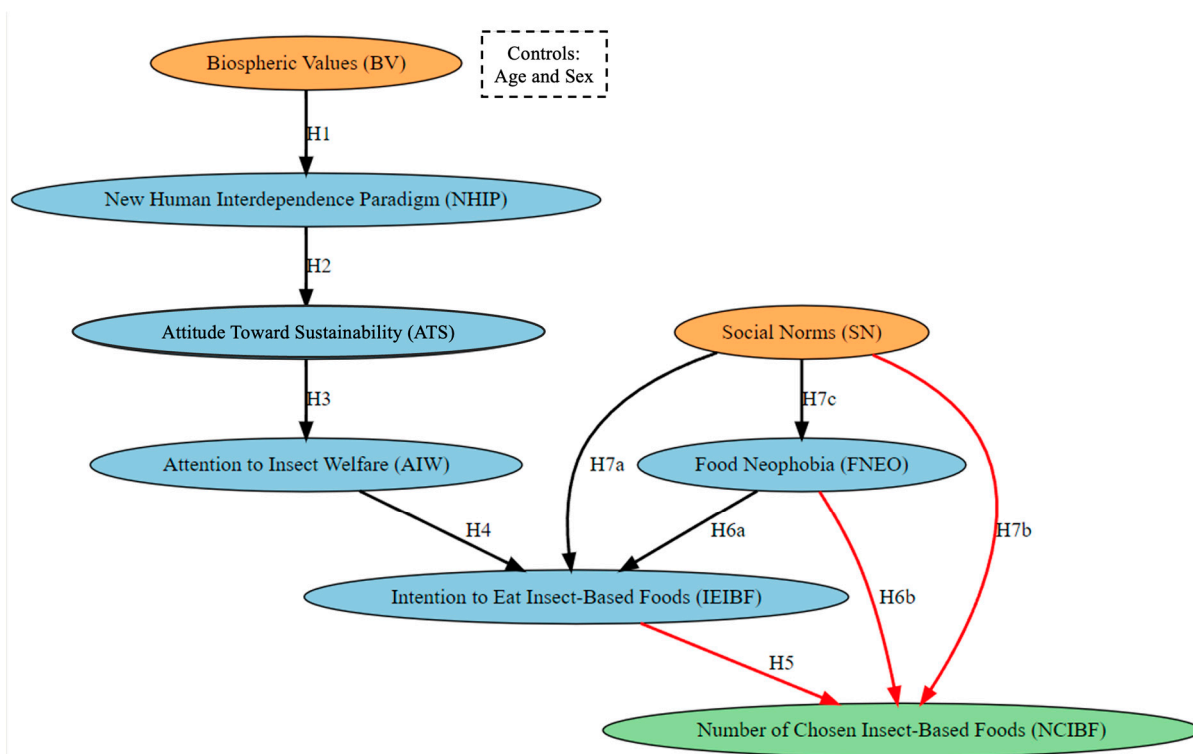 Biospheric Values (BV)
Controls:
Age and Sex
H1
New Human Interdependence Paradigm (NHIP)
H2
Attitude Toward Sustainability (ATS)
Social Norms (SN)
H3
H7c
Attention to Insect Welfare (AIW)
H7a
Food Neophobia (FNEO)
H4
H6a
H7b
Intention to Eat Insect-Based Foods (IEIBF)
H6b
H5
Number of Chosen Insect-Based Foods (NCIBF)